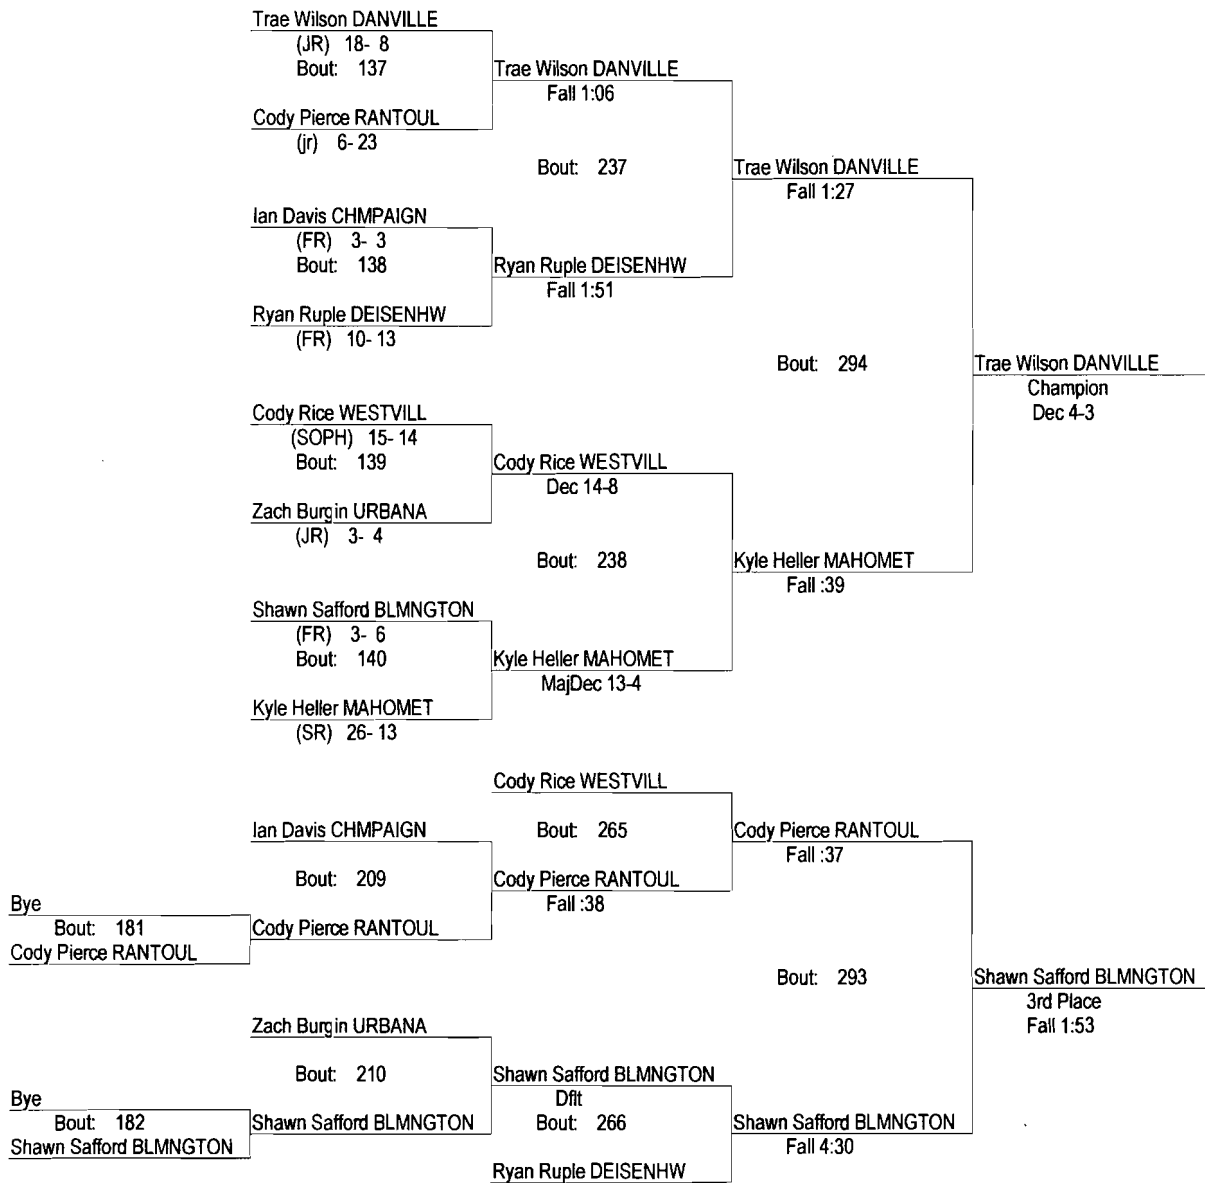 Trae Wilson DANVILLE
(JR) 18- 8
Bout: 137
Trae Wilson DANVILLE
Fall 1:06
Cody Pierce RANTOUL
(jr) 6- 23
Bout: 237
Trae Wilson DANVILLE
Fall 1:27
Ian Davis CHMPAIGN
(FR) 3- 3
Bout: 138
Ryan Ruple DEISENHW
Fall 1:51
Ryan Ruple DEISENHW
(FR) 10- 13
Bout: 294
Trae Wilson DANVILLE
Champion
Dec 4-3
Cody Rice WESTVILL
(SOPH) 15- 14
Bout: 139
Cody Rice WESTVILL
Dec 14-8
Zach Burgin URBANA
(JR) 3- 4
Bout: 238
Kyle Heller MAHOMET
Fall :39
Shawn Safford BLMNGTON
(FR) 3- 6
Bout: 140
Kyle Heller MAHOMET
MajDec 13-4
Kyle Heller MAHOMET
(SR) 26- 13
Cody Rice WESTVILL
Ian Davis CHMPAIGN
Bout: 265
Cody Pierce RANTOUL
Fall :37
Bout: 209
Cody Pierce RANTOUL
Fall :38
Bye
Bout: 181
Cody Pierce RANTOUL
Cody Pierce RANTOUL
Bout: 293
Shawn Safford BLMNGTON
3rd Place
Fall 1:53
Zach Burgin URBANA
Bout: 210
Shawn Safford BLMNGTON
Dflt
Bye
Bout: 182
Shawn Safford BLMNGTON
Shawn Safford BLMNGTON
Bout: 266
Shawn Safford BLMNGTON
Fall 4:30
Ryan Ruple DEISENHW